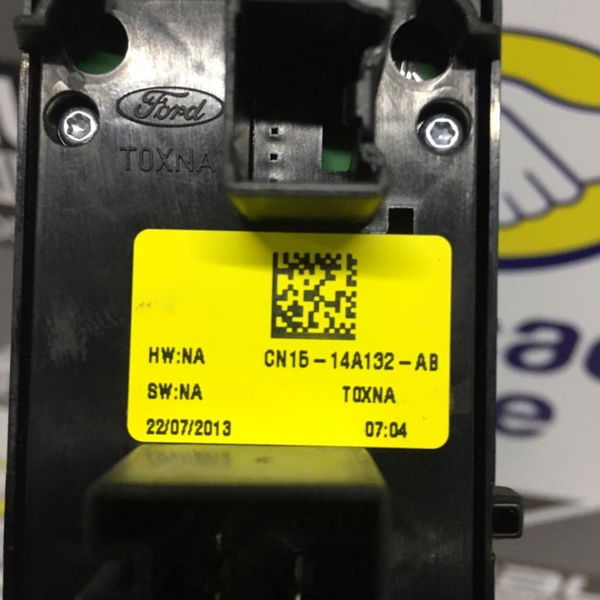 Ford
TOXNA
HW:NA CN15-14A132-AB
SW:NA TOXNA
22/07/2013 07:04